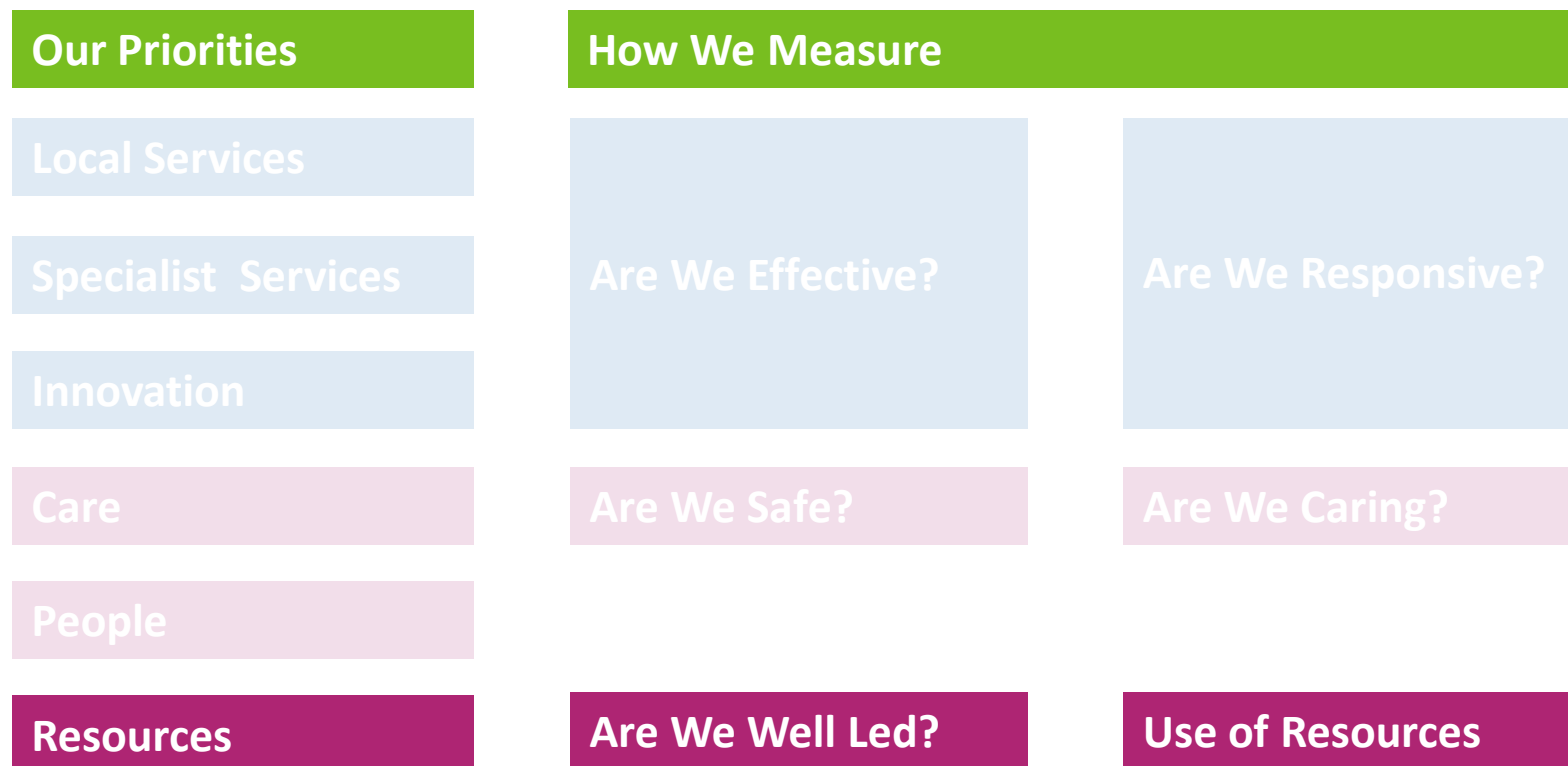 Our Priorities
How We Measure
Local Services
Specialist  Services
Are We Effective?
Are We Responsive?
Innovation
Care
Are We Safe?
Are We Caring?
People
Resources
Are We Well Led?
Use of Resources